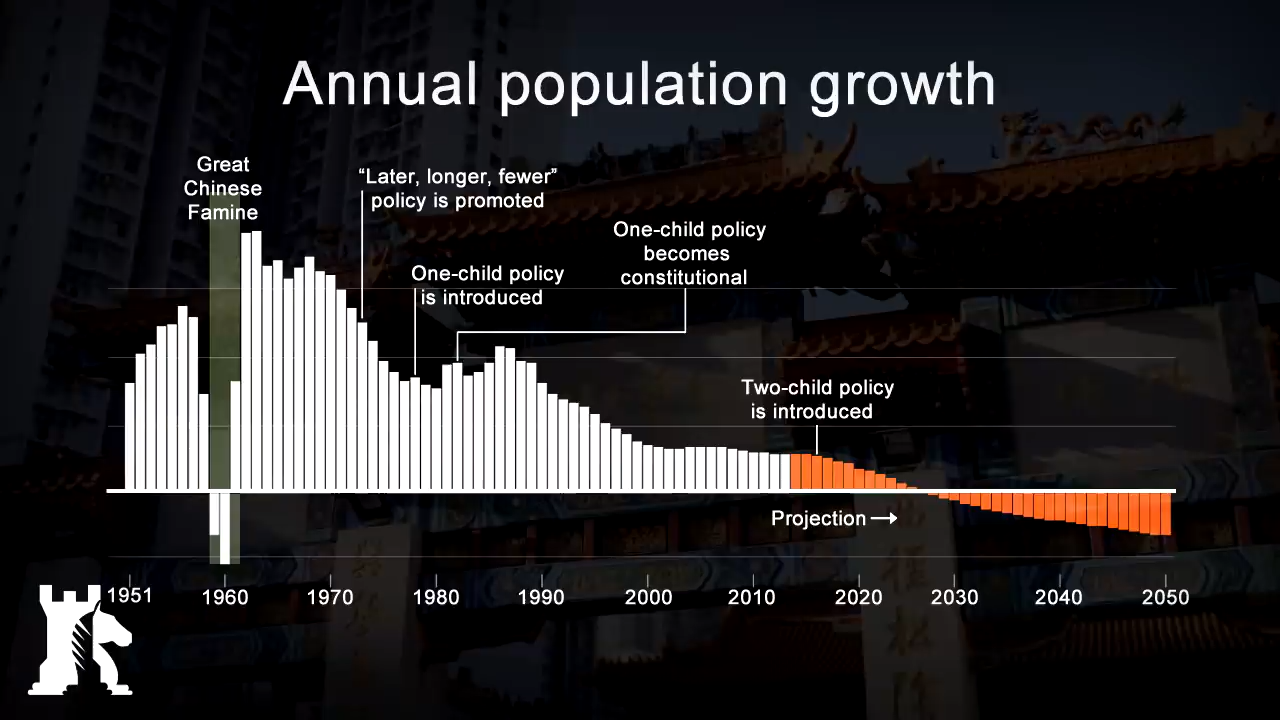 Annual population growth
Great
Chinese
Famine
“Later, longer, fewer”
policy is promoted
One-child policy
is introduced
One-child policy
becomes
constitutional
Two-child policy
is introduced
Projection
1951
1960
1970
1980
1990
2000
2010
2020
2030
2040
2050